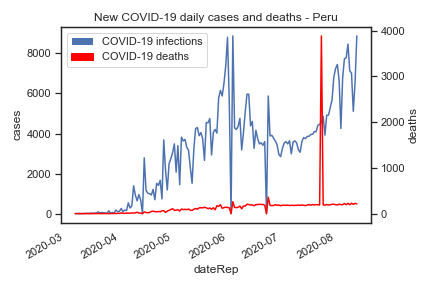 New COVID-19 daily cases and deaths - Peru
COVID-19 infections
COVID-19 deaths
cases
8000
6000
4000
2000
0
deaths
4000
3000
2000
1000
0
2020-03
2020-04
2020-05
2020-06
2020-07
2020-08
dateRep